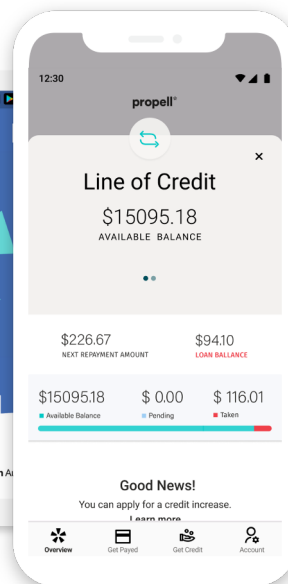 12:30
propell®
Line of Credit
$15095.18
AVAILABLE BALANCE
$226.67 $94.10
NEXT REPAYMENT AMOUNT LOAN BALLANCE
$15095.18 $ 0.00 $ 116.01
Available Balance Pending Taken
Good News!
You can apply for a credit increase.
Learn more
Overview Get Payed Get Credit Account